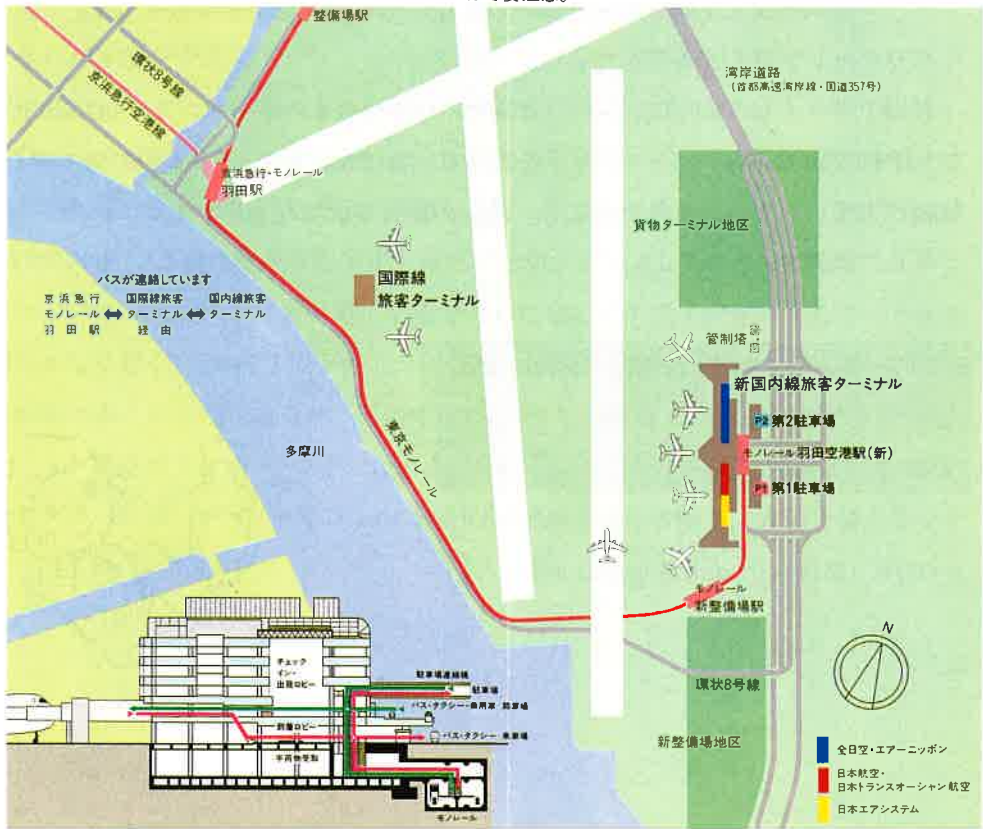 て要注意。
整備場駅
環状8号線
京浜急行空港線
湾岸道路
(首都高速湾岸線・国道357号)
京浜急行・モノレール
羽田駅
貨物ターミナル地区
国際線
旅客ターミナル
バスが連絡しています
京浜急行 国際線旅客 国内線旅客
モノレール⟷ターミナル⟷ターミナル
羽田駅 経由
管制塔
新国内線旅客ターミナル
P2 第2駐車場
多摩川
東京モノレール
モノレール羽田空港駅(新)
P1 第1駐車場
モノレール
新整備場駅
N
チェック
イン・
出発ロビー
駐車場連絡橋
駐車場
バス・タクシー・乗用車
到着ロビー
バス・タクシー 乗車場
手荷物受取
モノレール
環状8号線
新整備場地区
全日空・エアーニッポン
日本航空・
日本トランスオーシャン航空
日本エアシステム